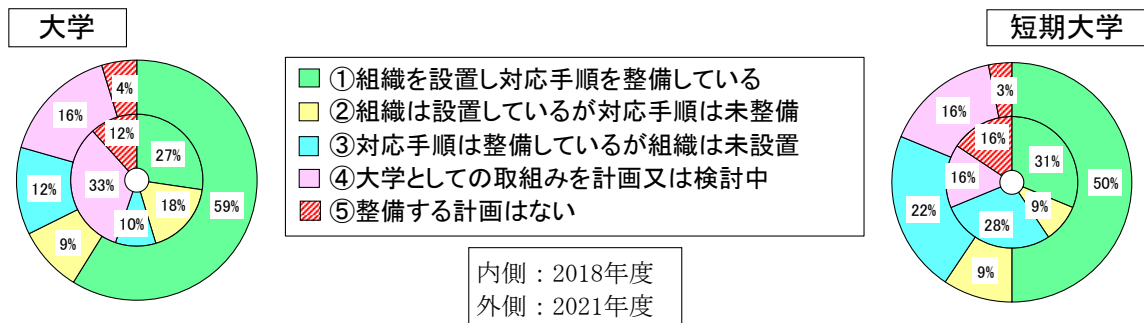 大学
短期大学
①組織を設置し対応手順を整備している
②組織は設置しているが対応手順は未整備
③対応手順は整備しているが組織は未設置
④大学としての取組みを計画又は検討中
⑤整備する計画はない
内側：2018年度
外側：2021年度
4%
16%
12%
27%
33%
12%
18%
59%
10%
9%
3%
16%
16%
31%
16%
50%
9%
22%
28%
9%